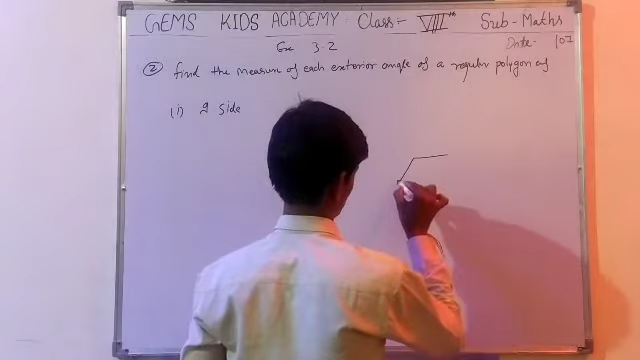 GEMS KIDS ACADEMY Class:- VIIIth Sub-Maths
Ex 3.2 Date-
② find the measure of each exterior angle of a regular polygon of
(i) 9 side